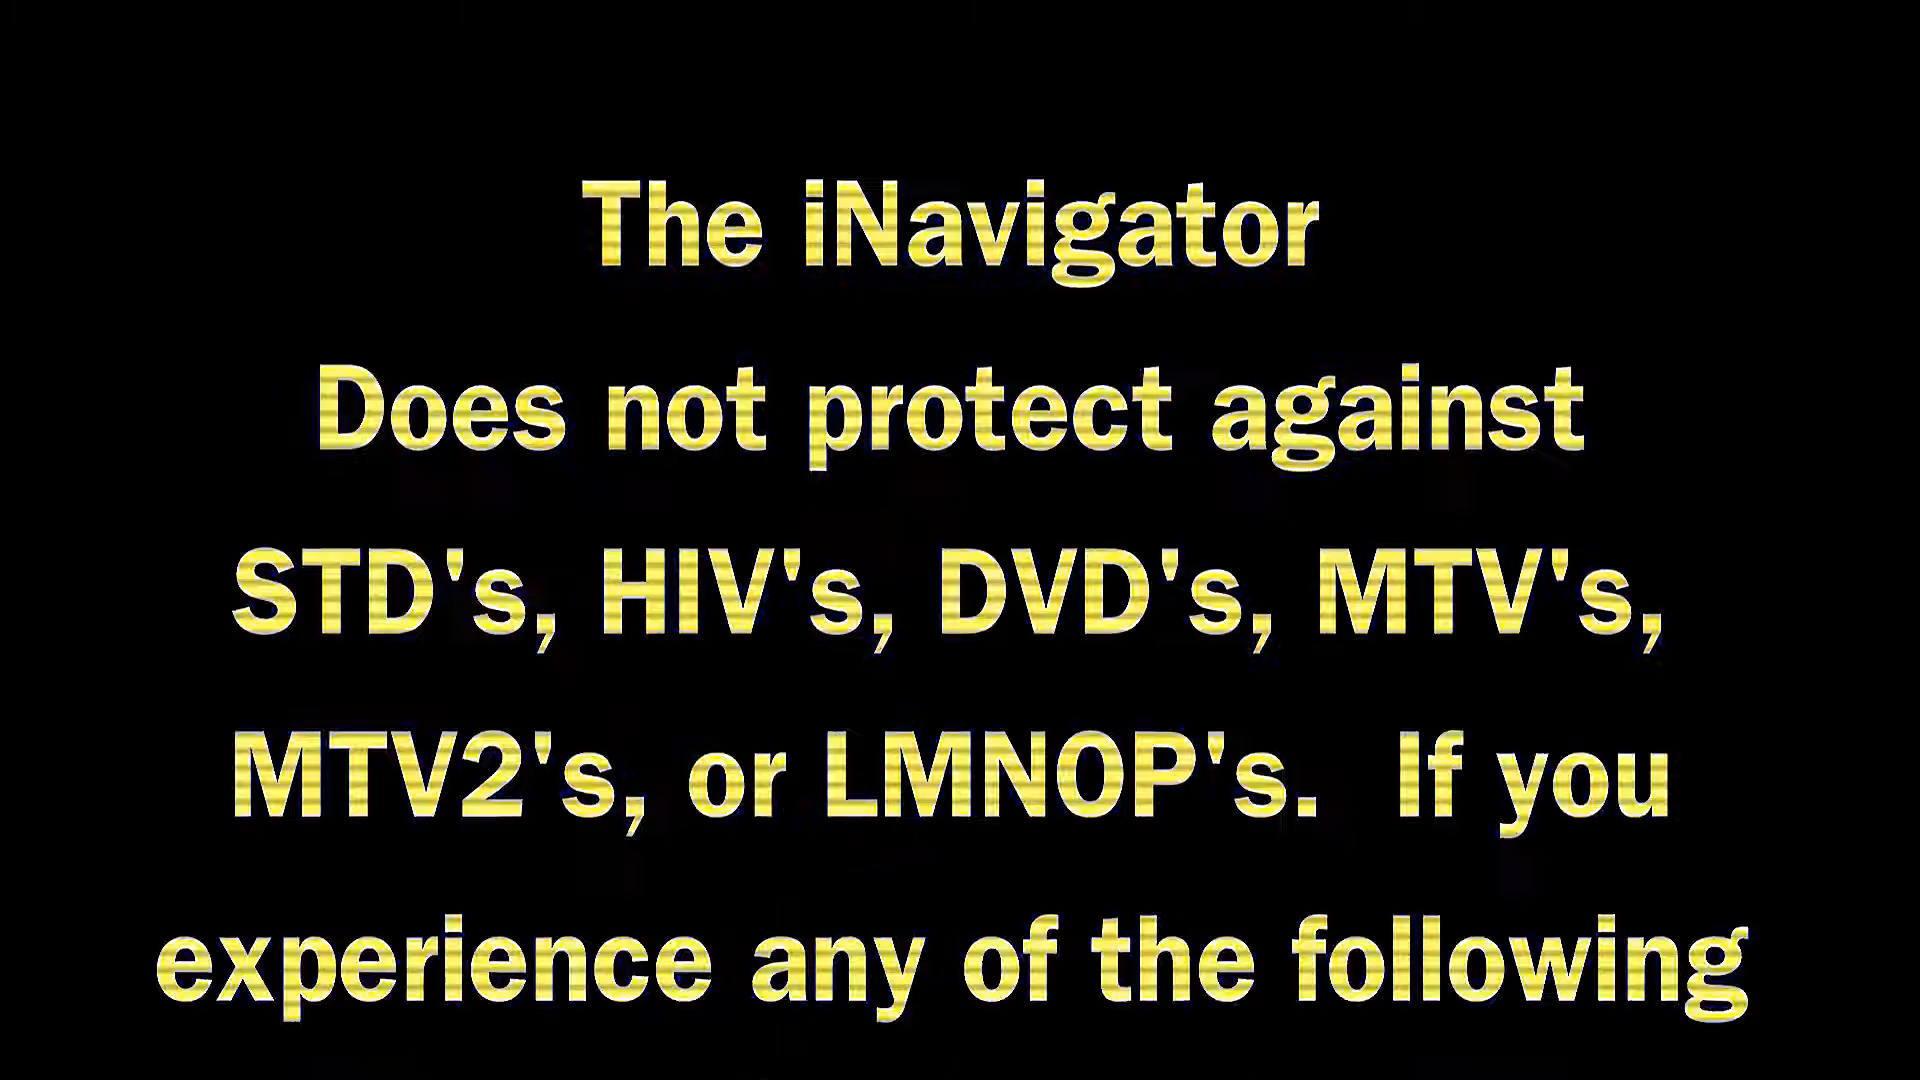 The iNavigator
Does not protect against
STD's, HIV's, DVD's, MTV's,
MTV2's, or LMNOP's.  If you
experience any of the following